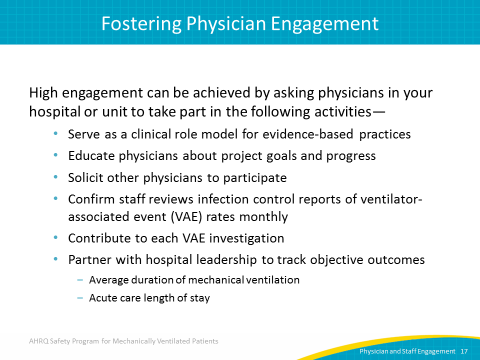 Fostering Physician Engagement
High engagement can be achieved by asking physicians in your
hospital or unit to take part in the following activities—
• Serve as a clinical role model for evidence-based practices
• Educate physicians about project goals and progress
• Solicit other physicians to participate
• Confirm staff reviews infection control reports of ventilator-
associated event (VAE) rates monthly
• Contribute to each VAE investigation
• Partner with hospital leadership to track objective outcomes
– Average duration of mechanical ventilation
– Acute care length of stay
AHRQ Safety Program for Mechanically Ventilated Patients
Physician and Staff Engagement 17